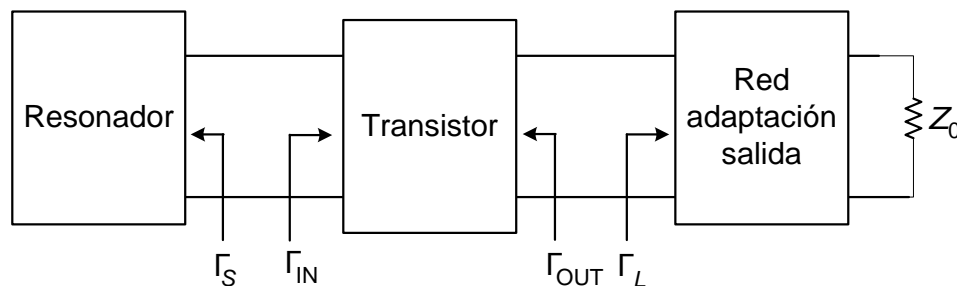 Resonador
Transistor
Red
adaptación
salida
Z0
ΓS
ΓIN
ΓOUT
ΓL